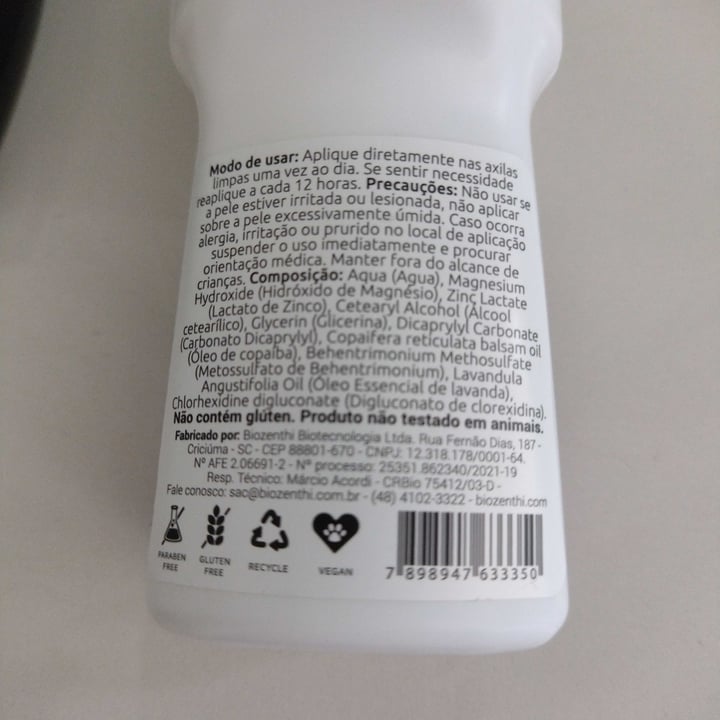 Modo de usar: Aplique diretamente nas axilas
limpas uma vez ao dia. Se sentir necessidade
reaplique a cada 12 horas. Precauções: Não usar se
a pele estiver irritada ou lesionada, não aplicar
sobre a pele excessivamente úmida. Caso ocorra
alergia, irritação ou prurido no local de aplicação
suspender o uso imediatamente e procurar
orientação médica. Manter fora do alcance de
crianças. Composição: Aqua (Agua), Magnesium
Hydroxide (Hidróxido de Magnésio), Zinc Lactate
(Lactato de Zinco), Cetearyl Alcohol (Álcool
cetearílico), Glycerin (Glicerina), Dicaprylyl Carbonate
(Carbonato Dicaprylyl), Copaifera reticulata balsam oil
(Óleo de copaíba), Behentrimonium Methosulfate
(Metossulfato de Behentrimonium), Lavandula
Angustifolia Oil (Óleo Essencial de lavanda),
Chlorhexidine digluconate (Digluconato de clorexidina).
Não contém glúten. Produto não testado em animais.
Fabricado por: Biozenthi Biotecnologia Ltda. Rua Fernão Dias, 187 -
Criciúma - SC - CEP 88801-670 - CNPJ: 12.318.178/0001-64.
Nº AFE 2.06691-2 - Nº processo: 25351.862340/2021-19
Resp. Técnico: Márcio Acordi - CRBio 75412/03-D -
Fale conosco: sac@biozenthi.com.br - (48) 4102-3322 - biozenthi.com
PARABEN FREE
GLUTEN FREE
RECYCLE
VEGAN
7 898947 633350